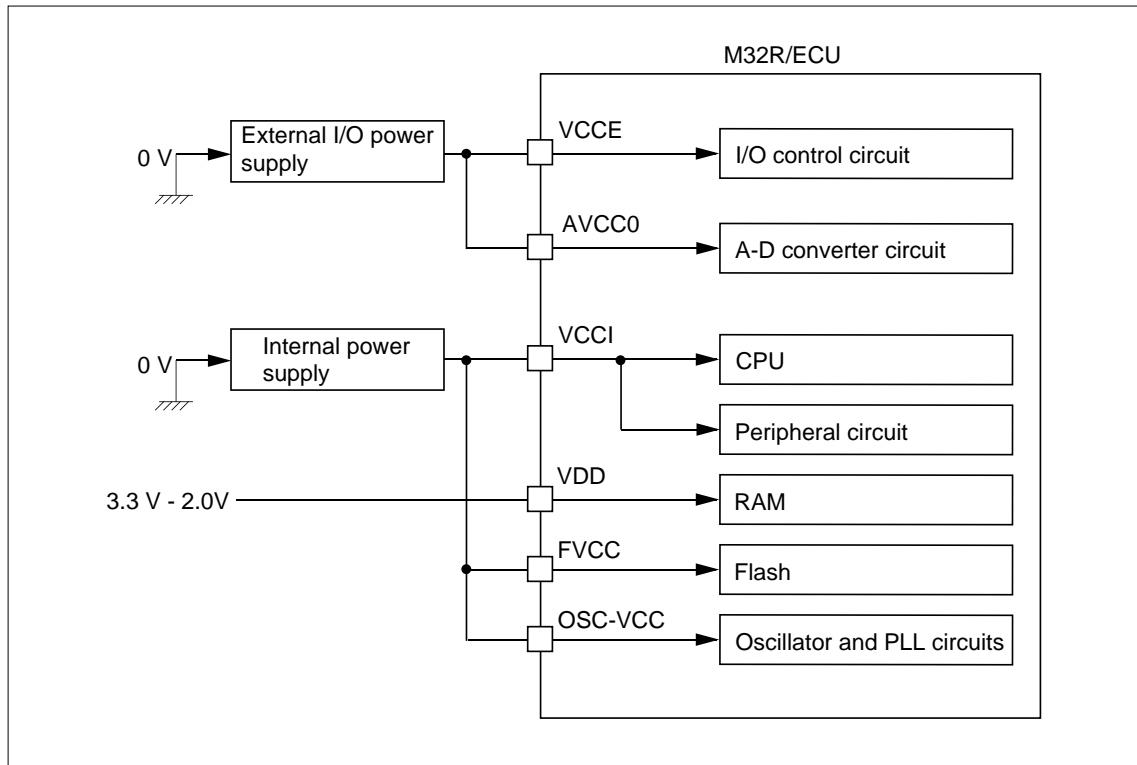 M32R/ECU
External I/O power
supply
0 V
VCCE
I/O control circuit
AVCC0
A-D converter circuit
Internal power
supply
0 V
VCCI
CPU
Peripheral circuit
3.3 V - 2.0V
VDD
RAM
FVCC
Flash
OSC-VCC
Oscillator and PLL circuits